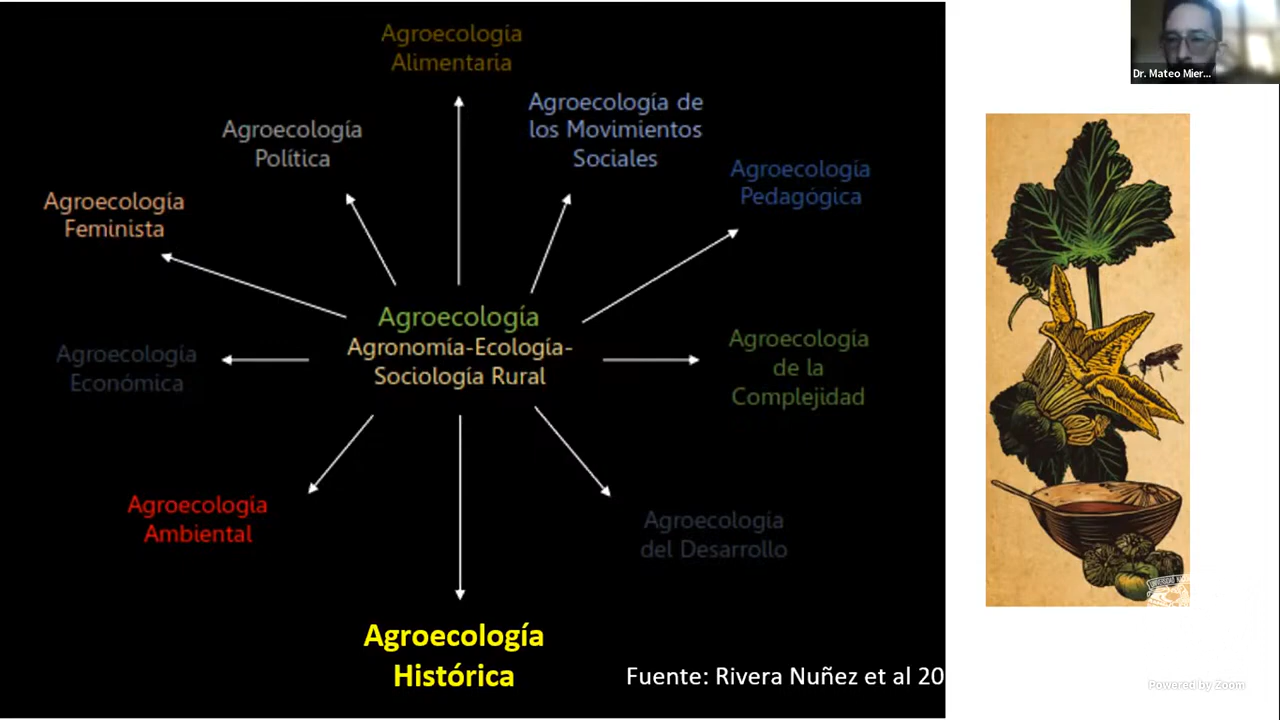 Agroecología
Alimentaria
Agroecología de
los Movimientos
Sociales
Agroecología
Política
Agroecología
Pedagógica
Agroecología
Feminista
Agroecología
Agronomía-Ecología-
Sociología Rural
Agroecología
Económica
Agroecología
de la
Complejidad
Agroecología
Ambiental
Agroecología
del Desarrollo
Agroecología
Histórica
Fuente: Rivera Nuñez et al 20
Dr. Mateo Mier...
Powered by Zoom